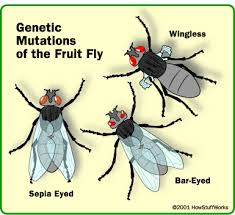 Genetic
Mutations
of the Fruit Fly
Wingless
Sepia Eyed
Bar-Eyed
©2001 HowStuffWorks